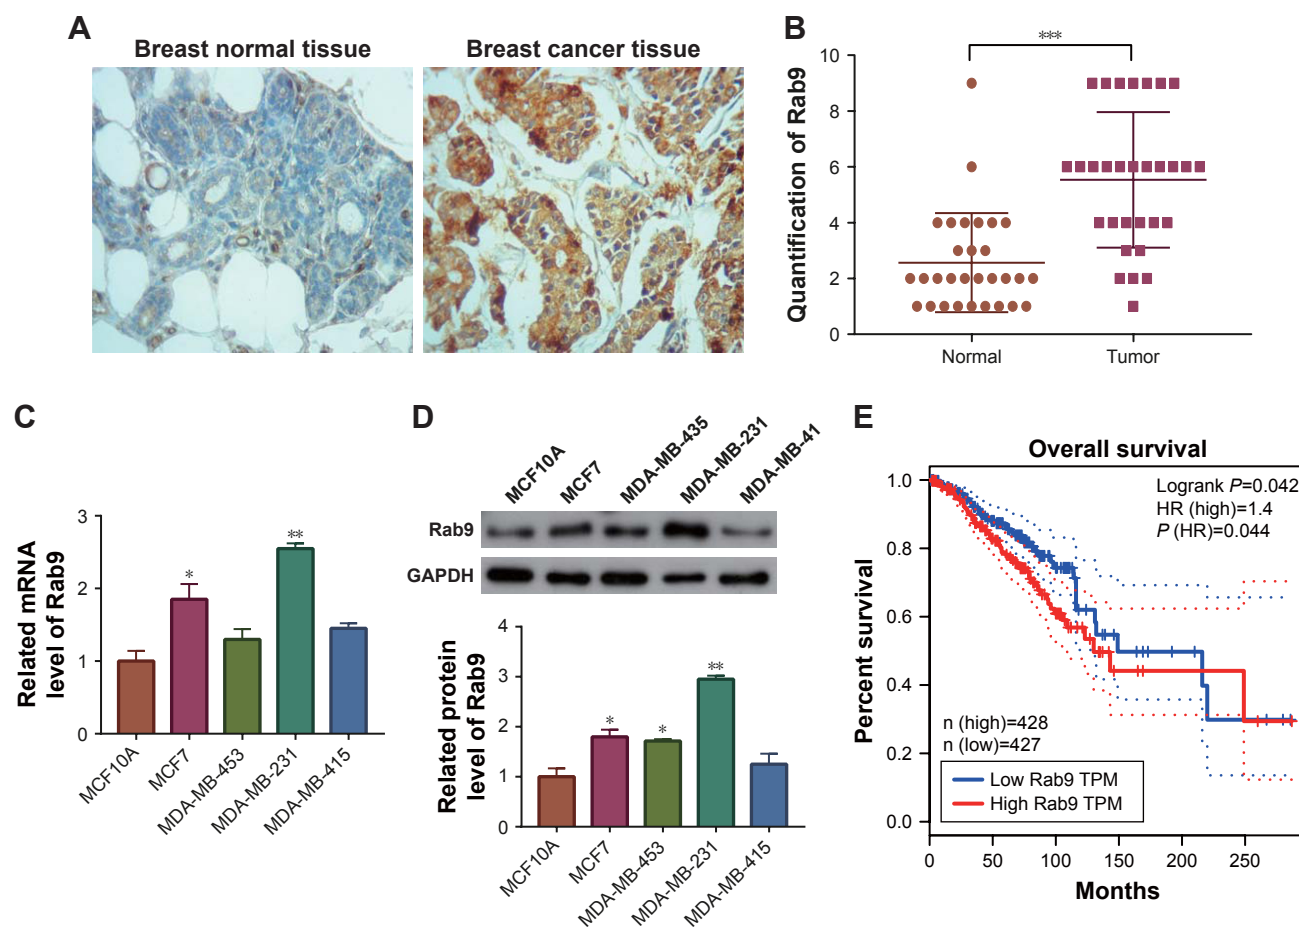 A
Breast normal tissue
Breast cancer tissue
B
***
Quantification of Rab9
10
8
6
4
2
0
Normal
Tumor
C
Related mRNA
level of Rab9
3
2
1
0
*
**
MCF10A
MCF7
MDA-MB-453
MDA-MB-231
MDA-MB-415
D
MCF10A
MCF7
MDA-MB-435
MDA-MB-231
MDA-MB-41
Rab9
GAPDH
Related protein
level of Rab9
4
3
2
1
0
*
*
**
MCF10A
MCF7
MDA-MB-453
MDA-MB-231
MDA-MB-415
E
Overall survival
Logrank P=0.042
HR (high)=1.4
P (HR)=0.044
Percent survival
1.0
0.8
0.6
0.4
0.2
0.0
n (high)=428
n (low)=427
Low Rab9 TPM
High Rab9 TPM
0
50
100
150
200
250
Months